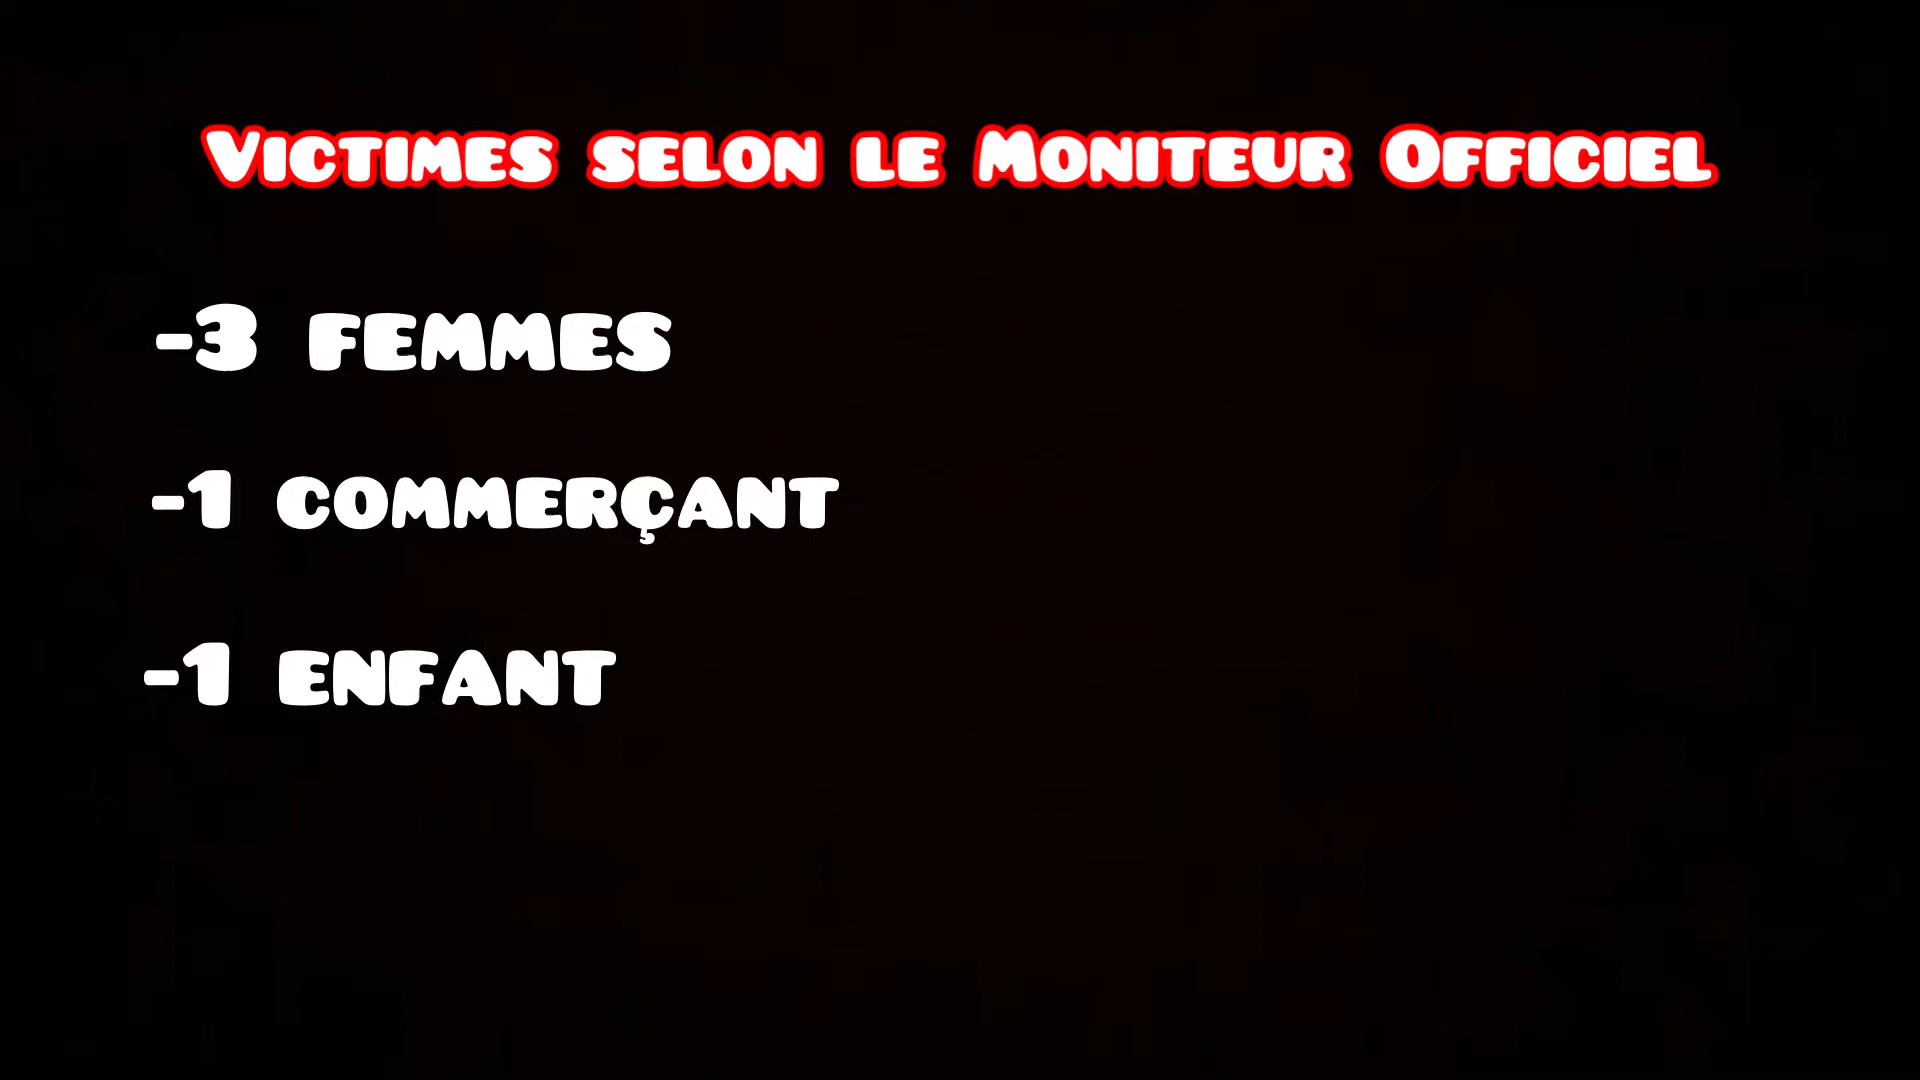 Victimes selon le Moniteur Officiel
-3 femmes
-1 commerçant
-1 enfant